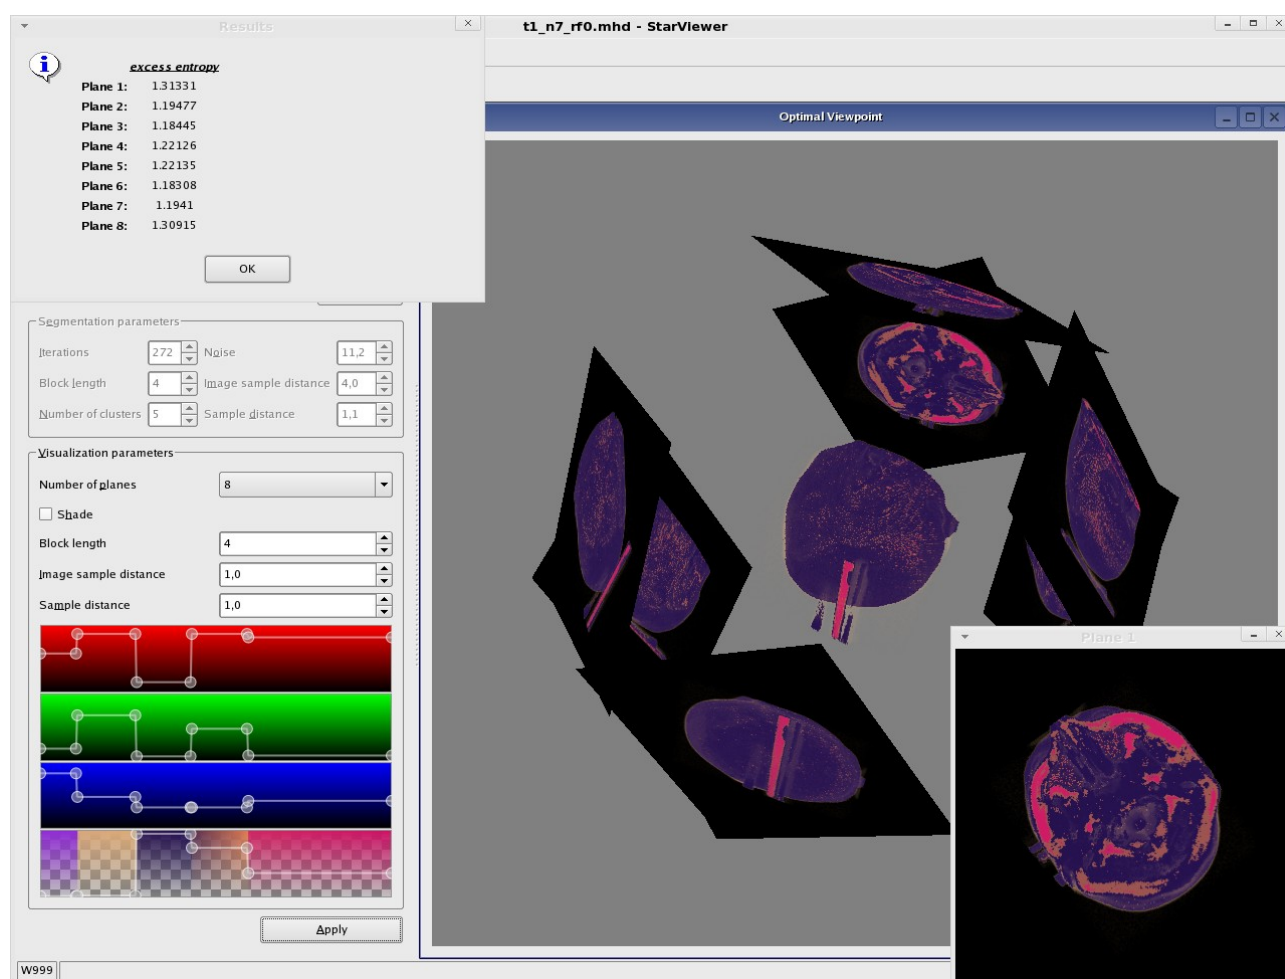 Results
t1_n7_rf0.mhd - StarViewer
excess entropy
Plane 1: 1.31331
Plane 2: 1.19477
Plane 3: 1.18445
Plane 4: 1.22126
Plane 5: 1.22135
Plane 6: 1.18308
Plane 7: 1.1941
Plane 8: 1.30915
OK
Optimal Viewpoint
Segmentation parameters
Iterations 272 Noise 11,2
Block length 4 Image sample distance 4,0
Number of clusters 5 Sample distance 1,1
Visualization parameters
Number of planes 8
Shade
Block length 4
Image sample distance 1,0
Sample distance 1,0
Apply
Plane 1
W999